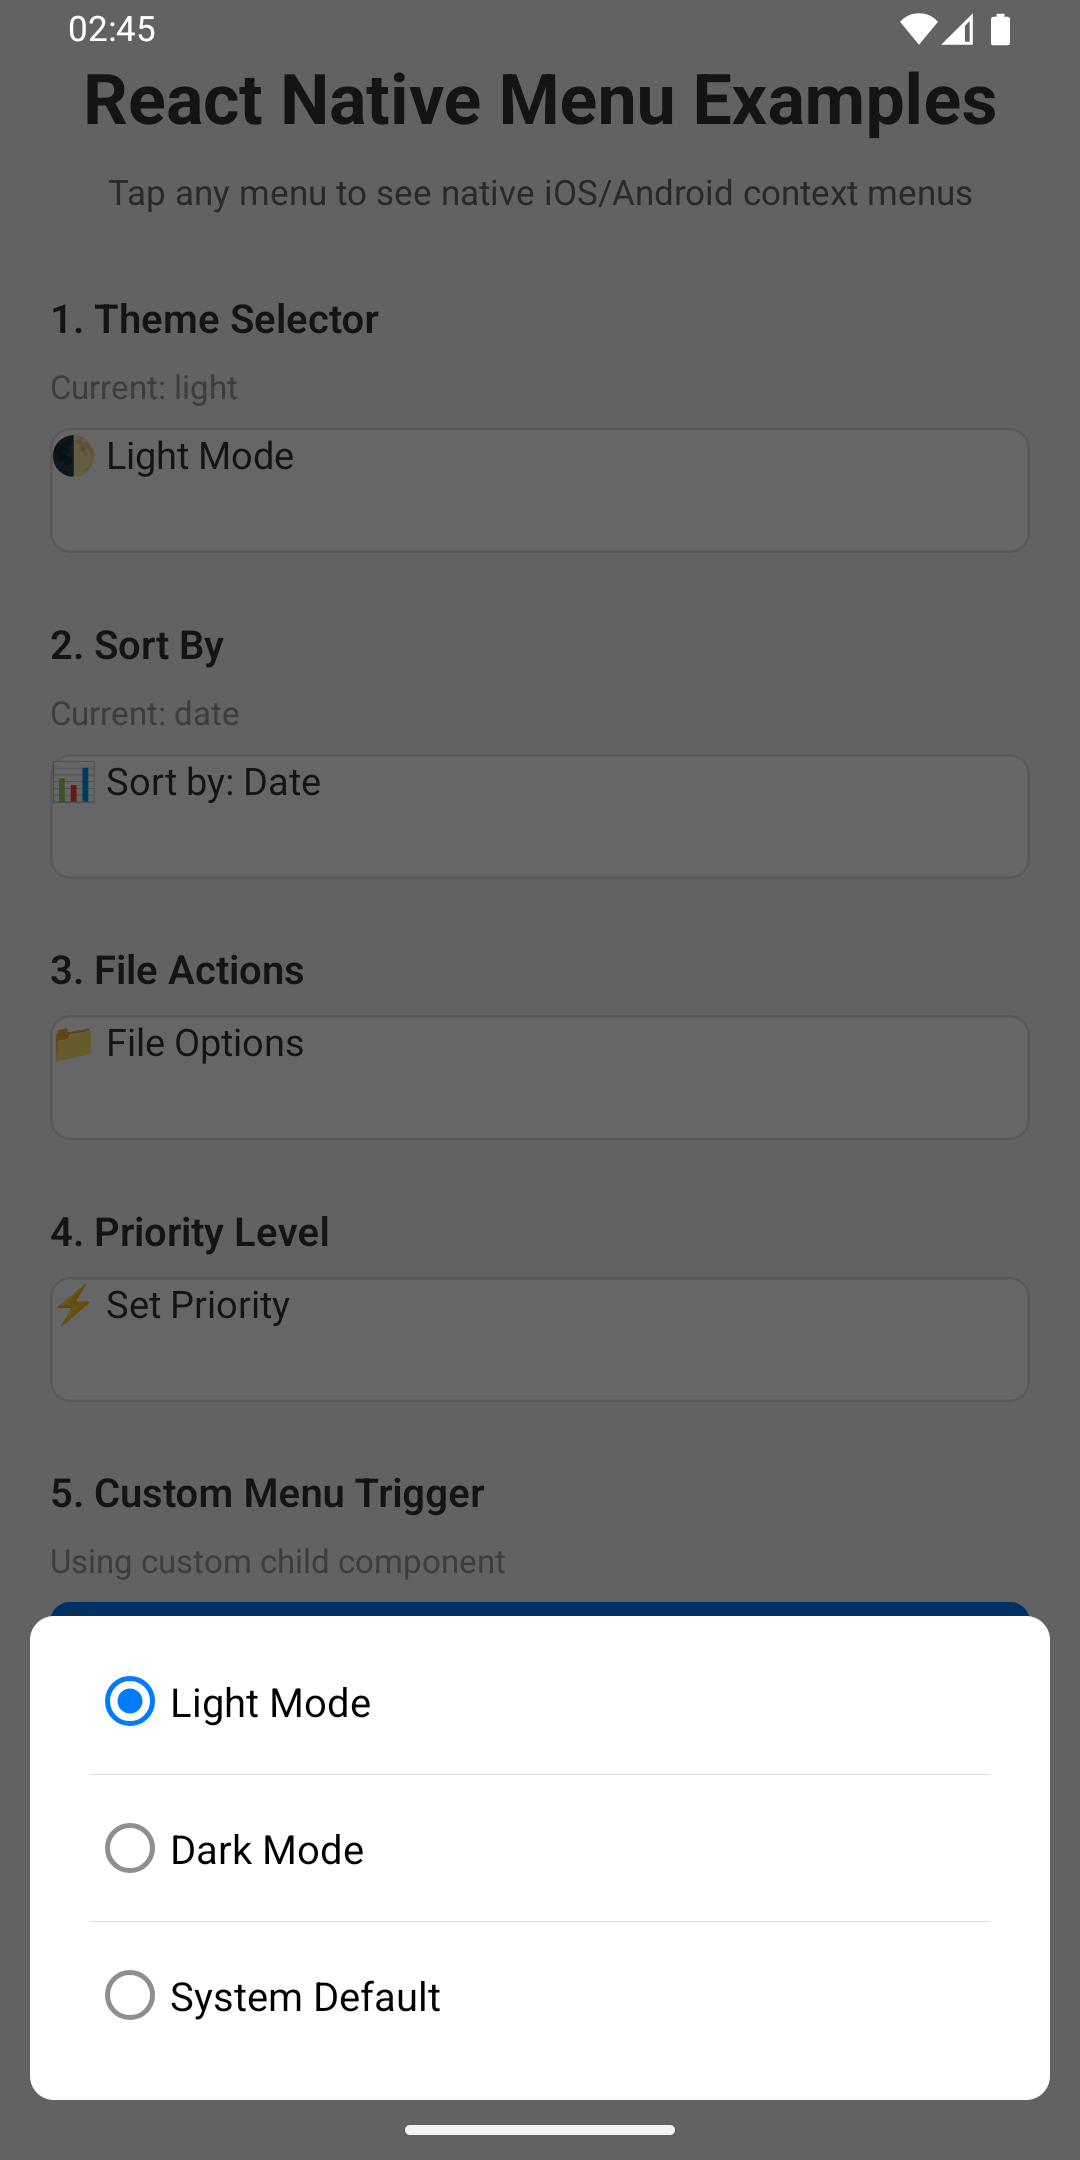 02:45
React Native Menu Examples
Tap any menu to see native iOS/Android context menus
1. Theme Selector
Current: light
🌓 Light Mode
2. Sort By
Current: date
📊 Sort by: Date
3. File Actions
📁 File Options
4. Priority Level
⚡ Set Priority
5. Custom Menu Trigger
Using custom child component
Light Mode
Dark Mode
System Default